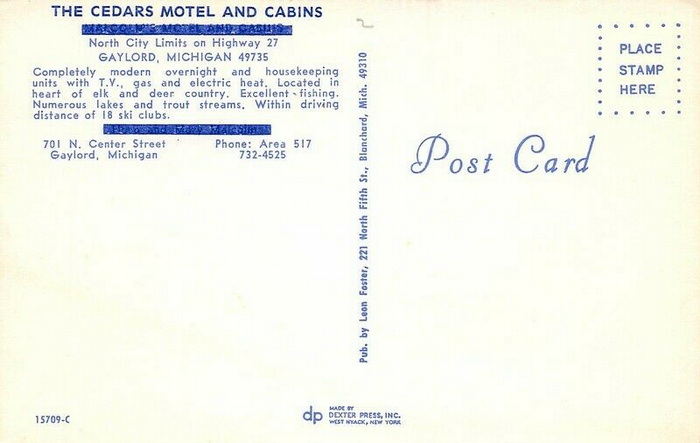 THE CEDARS MOTEL AND CABINS
MOTEL AND CABINS
North City Limits on Highway 27
GAYLORD, MICHIGAN 49735
Completely modern overnight and housekeeping
units with T.V., gas and electric heat. Located in
heart of elk and deer country. Excellent fishing.
Numerous lakes and trout streams. Within driving
distance of 18 ski clubs.
701 N. Center Street Phone: Area 517
Gaylord, Michigan 732-4525
15709-C
Pub. by Leon Foster, 221 North Fifth St., Blanchard, Mich. 49310
dp MADE BY
DEXTER PRESS, INC.
WEST NYACK, NEW YORK
2
PLACE
STAMP
HERE
Post Card